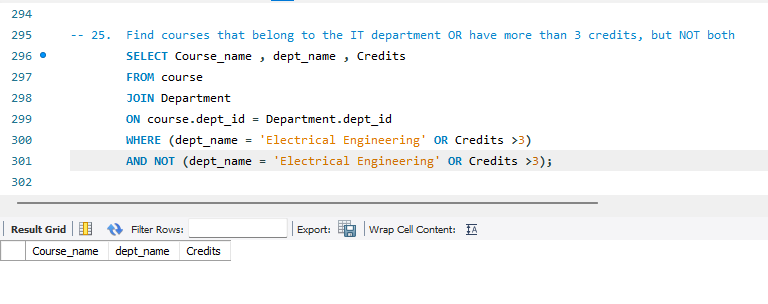 294
295 -- 25. Find courses that belong to the IT department OR have more than 3 credits, but NOT both
296 SELECT Course_name , dept_name , Credits
297 FROM course
298 JOIN Department
299 ON course.dept_id = Department.dept_id
300 WHERE (dept_name = 'Electrical Engineering' OR Credits >3)
301 AND NOT (dept_name = 'Electrical Engineering' OR Credits >3);
302
Result Grid Filter Rows: Export: Wrap Cell Content:
Course_name dept_name Credits